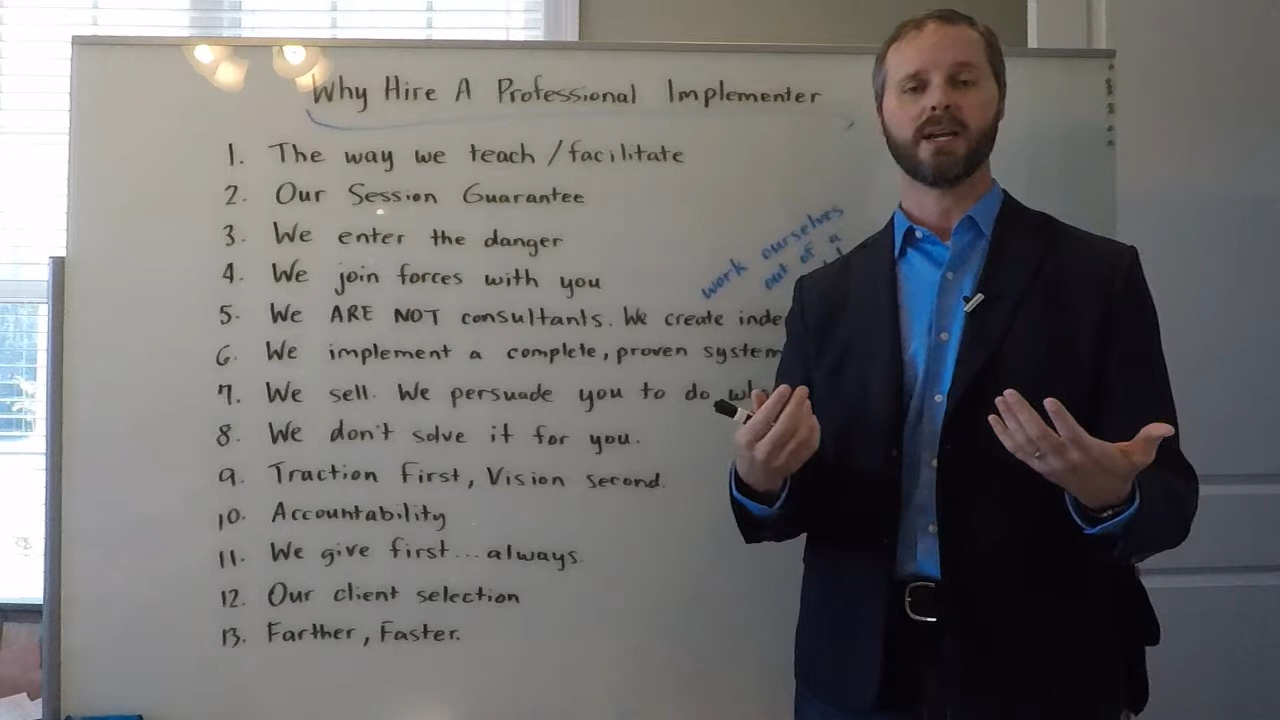 Why Hire A Professional Implementer
1. The way we teach / facilitate
2. Our Session Guarantee
3. We enter the danger
4. We join forces with you
work ourselves
out of a
5. We ARE NOT consultants. We create inde
6. We implement a complete, proven system
7. We sell. We persuade you to do
8. We don't solve it for you.
9. Traction First, Vision second.
10. Accountability
11. We give first... always.
12. Our client selection
13. Farther, Faster.